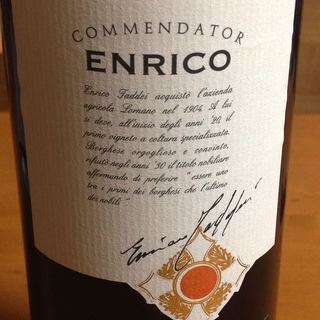 COMMENDATOR
ENRICO
Enrico Taddei acquistò l'azienda
agricola Lornano nel 1904. A lui
si deve, all'inizio degli anni '20, il
primo vigneto a coltura specializzata.
Borghese orgoglioso e convinto,
rifiutò negli anni '30 il titolo nobiliare
affermando di preferire "essere uno
tra i primi dei borghesi che l'ultimo
dei nobili."